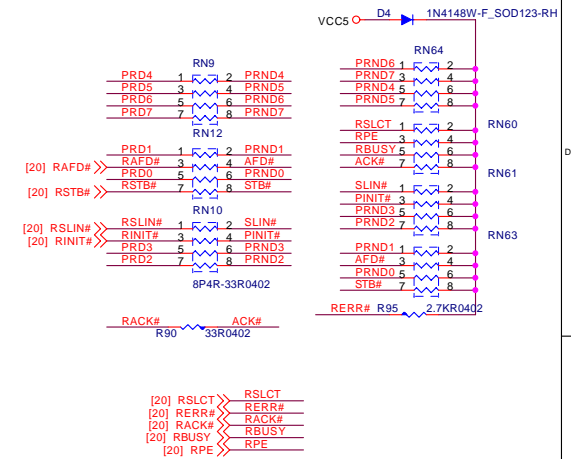 VCC5 D4 1N4148W-F_SOD123-RH
RN9
PRD4 1 2 PRND4
PRD5 3 4 PRND5
PRD6 5 6 PRND6
PRD7 7 8 PRND7
RN12
PRD1 1 2 PRND1
[20] RAFD# RAFD# 3 4 AFD#
PRD0 5 6 PRND0
[20] RSTB# RSTB# 7 8 STB#
RN10
[20] RSLIN# RSLIN# 1 2 SLIN#
[20] RINIT# RINIT# 3 4 PINIT#
PRD3 5 6 PRND3
PRD2 7 8 PRND2
8P4R-33R0402
RACK# ACK#
R90 33R0402
RN64
PRND6 1 2
PRND7 3 4
PRND4 5 6
PRND5 7 8
RN60
RSLCT 1 2
RPE 3 4
RBUSY 5 6
ACK# 7 8
RN61
SLIN# 1 2
PINIT# 3 4
PRND3 5 6
PRND2 7 8
RN63
PRND1 1 2
AFD# 3 4
PRND0 5 6
STB# 7 8
RERR# R95 2.7KR0402
D
[20] RSLCT RSLCT
[20] RERR# RERR#
[20] RACK# RACK#
[20] RBUSY RBUSY
[20] RPE RPE